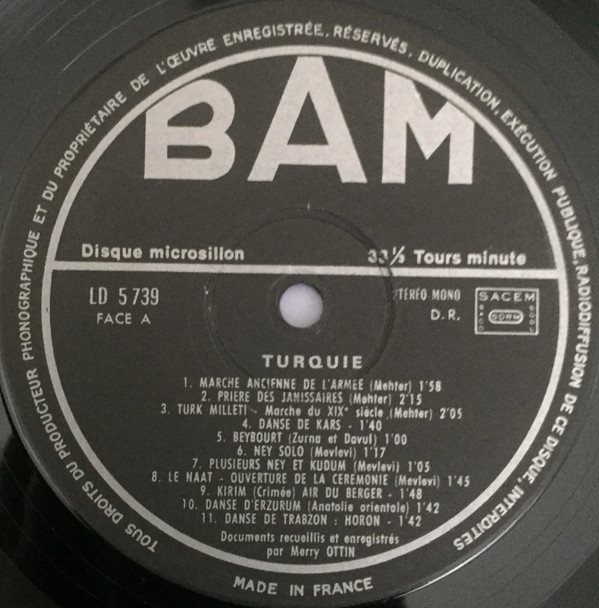 TOUS DROITS DU PRODUCTEUR PHONOGRAPHIQUE ET DU PROPRIÉTAIRE DE L'ŒUVRE ENREGISTRÉE, RÉSERVÉS, DUPLICATION, EXÉCUTION PUBLIQUE, RADIODIFFUSION DE CE DISQUE, INTERDITES
BAM
Disque microsillon 33 1/3 Tours minute
LD 5739 STÉRÉO-MONO SACEM
FACE A D.R. SDRM
TURQUIE
1. MARCHE ANCIENNE DE L'ARMEE (Mehter) 1'58
2. PRIERE DES JANISSAIRES (Mehter) 2'15
3. TURK MILLETI - Marche du XIXe siècle (Mehter) 2'05
4. DANSE DE KARS - 1'40
5. BEYBOURT (Zurna et Davul) 1'00
6. NEY SOLO (Mevlevi) 1'17
7. PLUSIEURS NEY ET KUDUM (Mevlevi) 1'05
8. LE NAAT - OUVERTURE DE LA CEREMONIE (Mevlevi) 1'45
9. KIRIM (Crimée) AIR DU BERGER - 1'48
10. DANSE D'ERZURUM (Anatolie orientale) 1'42
11. DANSE DE TRABZON : HORON - 1'42
Documents recueillis et enregistrés
par Merry OTTIN
MADE IN FRANCE